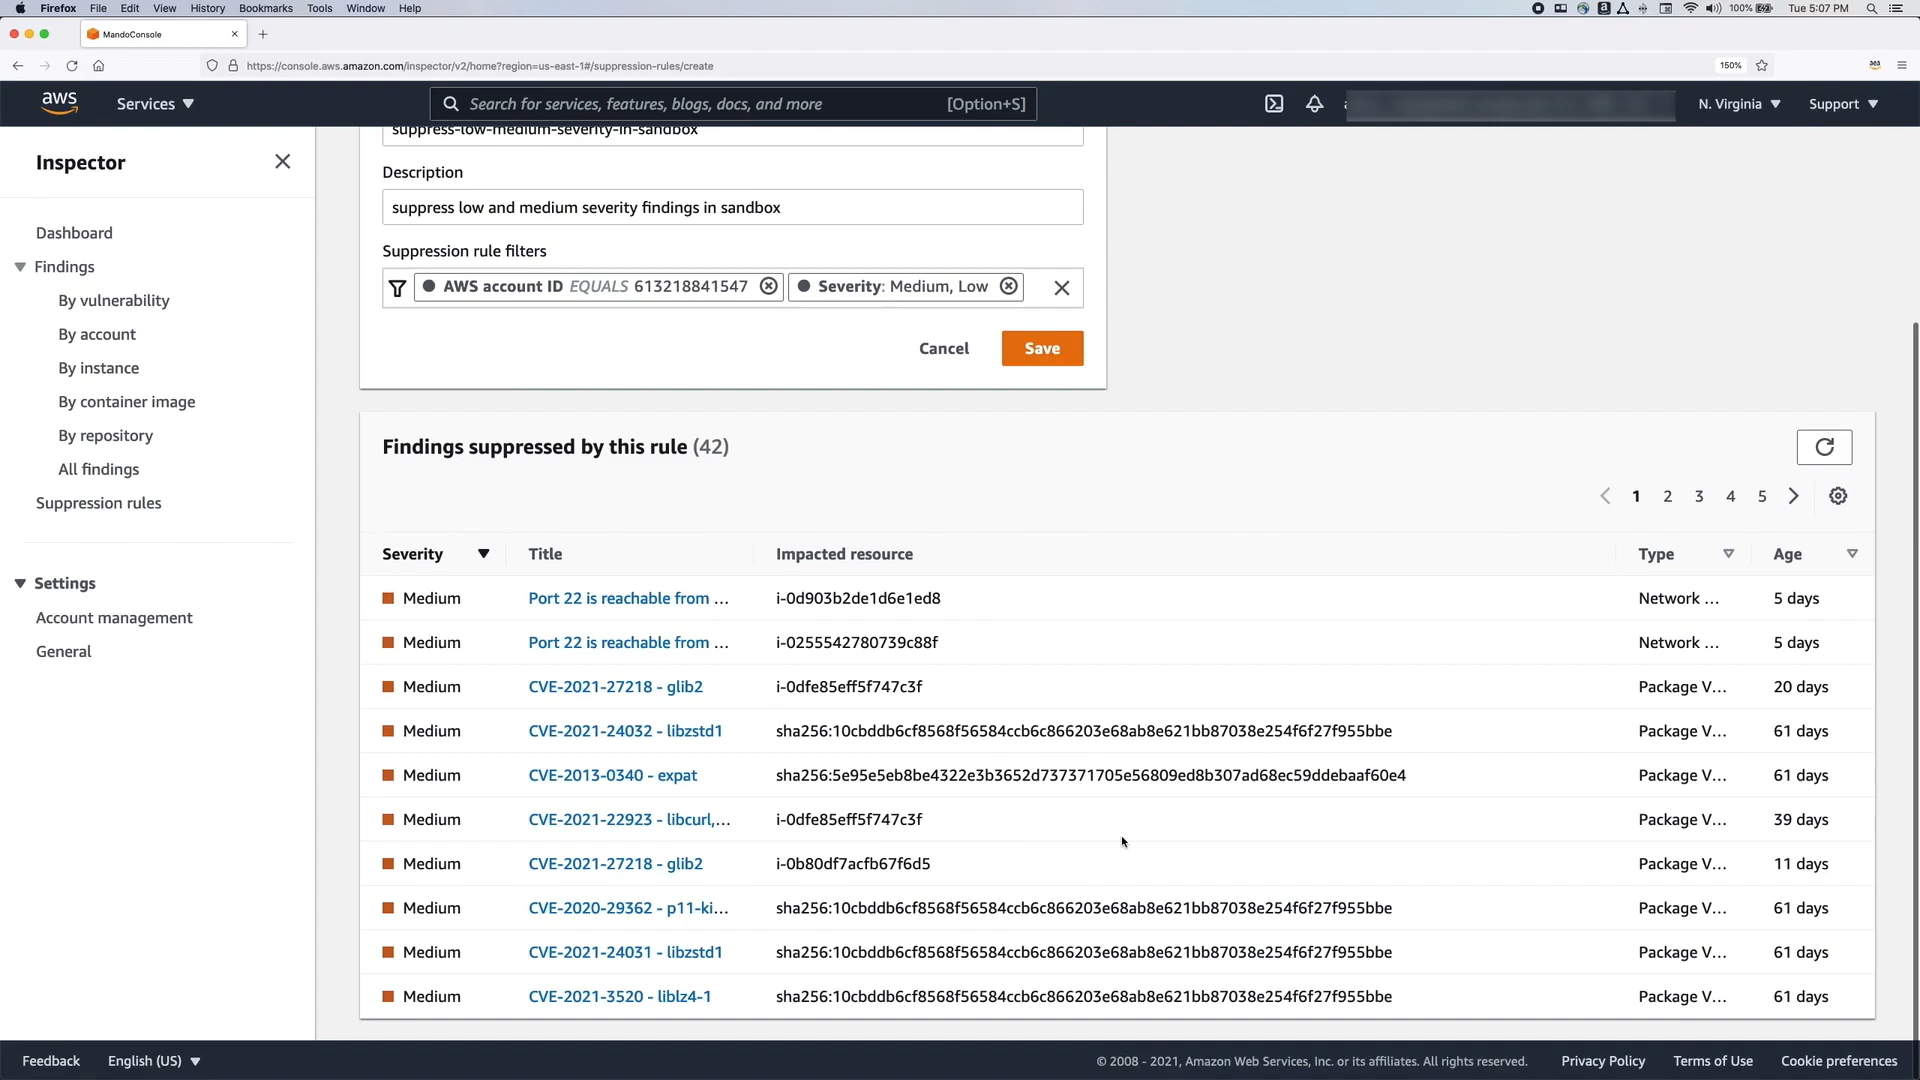 Firefox File Edit View History Bookmarks Tools Window Help
100% Tue 5:07 PM
MandoConsole
https://console.aws.amazon.com/inspector/v2/home?region=us-east-1#/suppression-rules/create
150%
aws Services Search for services, features, blogs, docs, and more [Option+S] N. Virginia Support
Inspector
Dashboard
Findings
By vulnerability
By account
By instance
By container image
By repository
All findings
Suppression rules
Settings
Account management
General
suppress-low-medium-severity-in-sandbox
Description
suppress low and medium severity findings in sandbox
Suppression rule filters
AWS account ID EQUALS 613218841547 Severity: Medium, Low
Cancel Save
Findings suppressed by this rule (42)
1 2 3 4 5
Severity Title Impacted resource Type Age
Medium Port 22 is reachable from ... i-0d903b2de1d6e1ed8 Network ... 5 days
Medium Port 22 is reachable from ... i-0255542780739c88f Network ... 5 days
Medium CVE-2021-27218 - glib2 i-0dfe85eff5f747c3f Package V... 20 days
Medium CVE-2021-24032 - libzstd1 sha256:10cbddb6cf8568f56584ccb6c866203e68ab8e621bb87038e254f6f27f955bbe Package V... 61 days
Medium CVE-2013-0340 - expat sha256:5e95e5eb8be4322e3b3652d737371705e56809ed8b307ad68ec59ddebaaf60e4 Package V... 61 days
Medium CVE-2021-22923 - libcurl,... i-0dfe85eff5f747c3f Package V... 39 days
Medium CVE-2021-27218 - glib2 i-0b80df7acfb67f6d5 Package V... 11 days
Medium CVE-2020-29362 - p11-ki... sha256:10cbddb6cf8568f56584ccb6c866203e68ab8e621bb87038e254f6f27f955bbe Package V... 61 days
Medium CVE-2021-24031 - libzstd1 sha256:10cbddb6cf8568f56584ccb6c866203e68ab8e621bb87038e254f6f27f955bbe Package V... 61 days
Medium CVE-2021-3520 - liblz4-1 sha256:10cbddb6cf8568f56584ccb6c866203e68ab8e621bb87038e254f6f27f955bbe Package V... 61 days
Feedback English (US) © 2008 - 2021, Amazon Web Services, Inc. or its affiliates. All rights reserved. Privacy Policy Terms of Use Cookie preferences